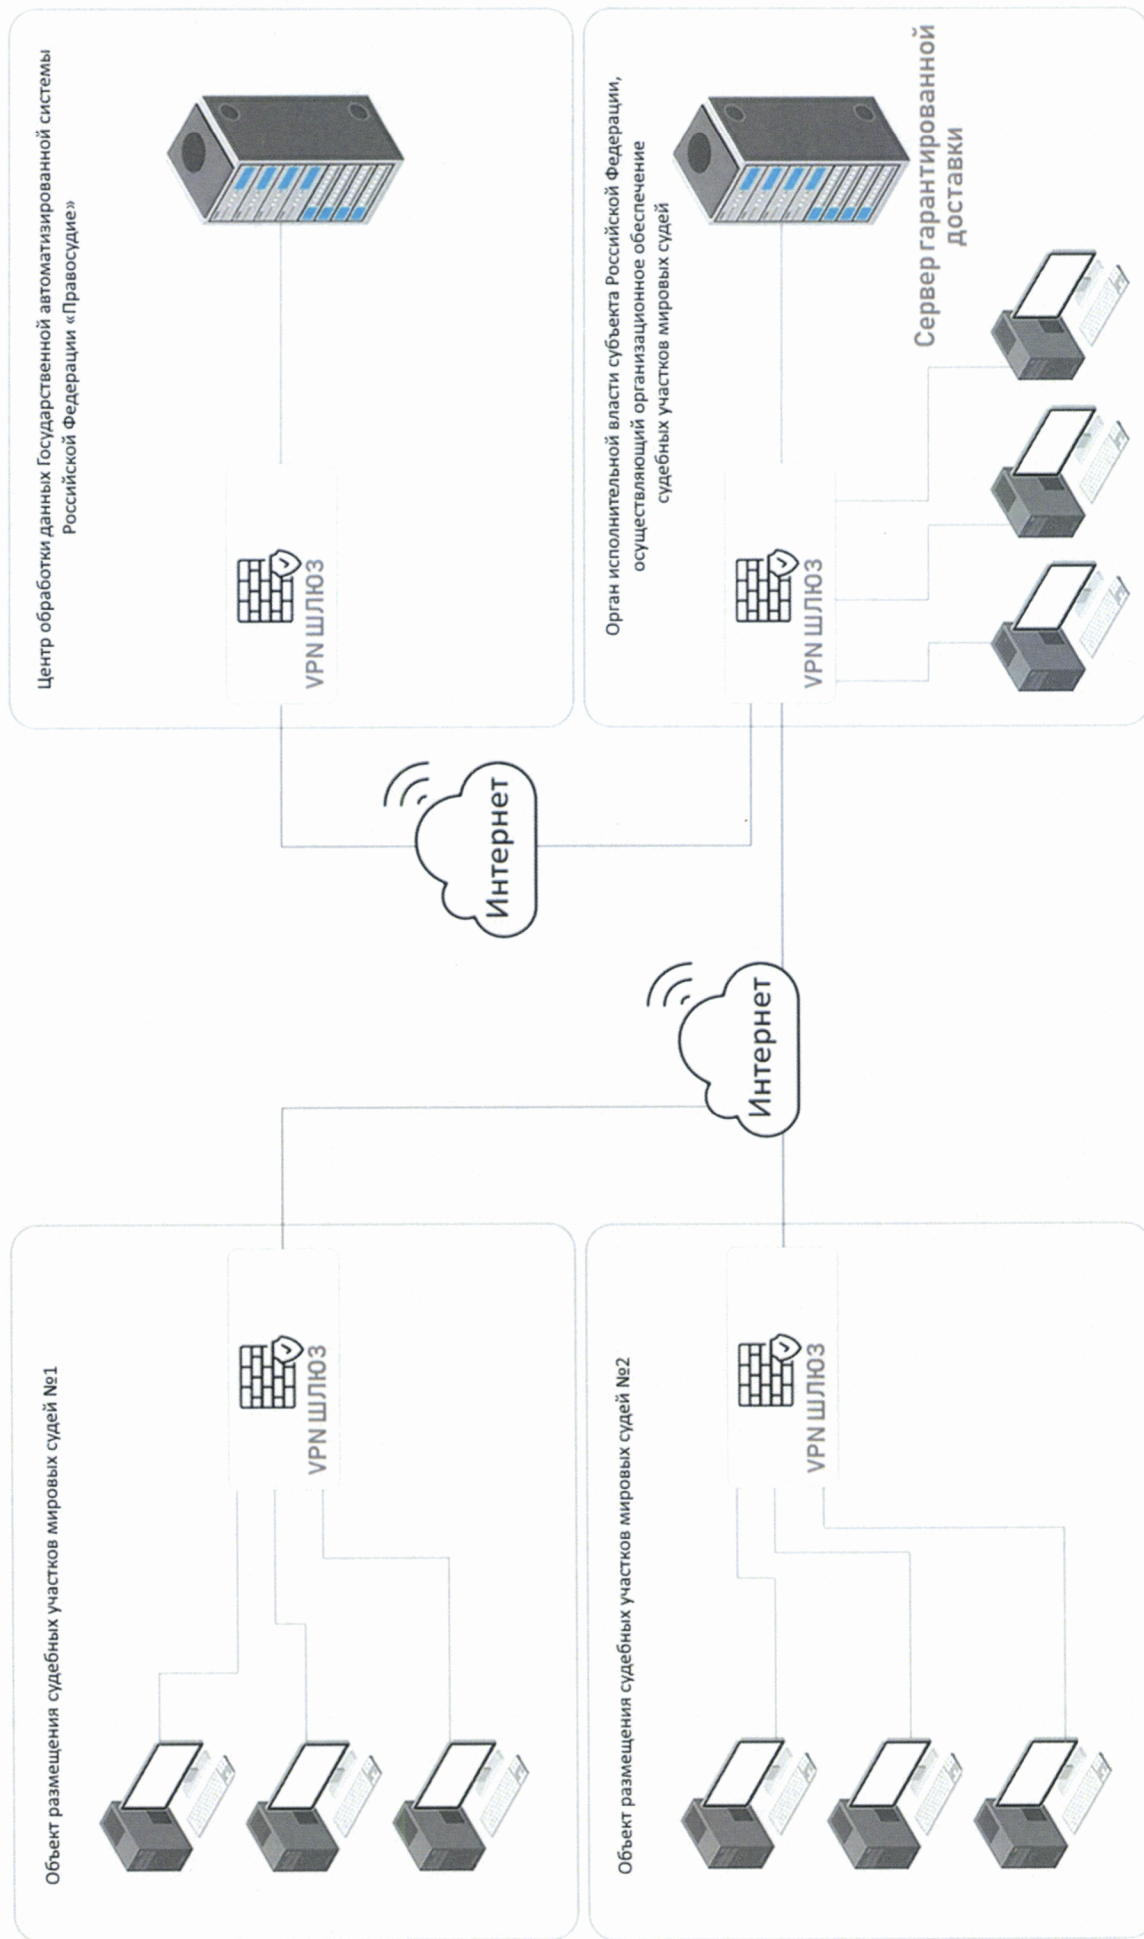 Объект размещения судебных участков мировых судей №1
VPN ШЛЮЗ
Объект размещения судебных участков мировых судей №2
VPN ШЛЮЗ
Интернет
Интернет
Центр обработки данных Государственной автоматизированной системы
Российской Федерации «Правосудие»
VPN ШЛЮЗ
Орган исполнительной власти субъекта Российской Федерации,
осуществляющий организационное обеспечение
судебных участков мировых судей
VPN ШЛЮЗ
Сервер гарантированной
доставки